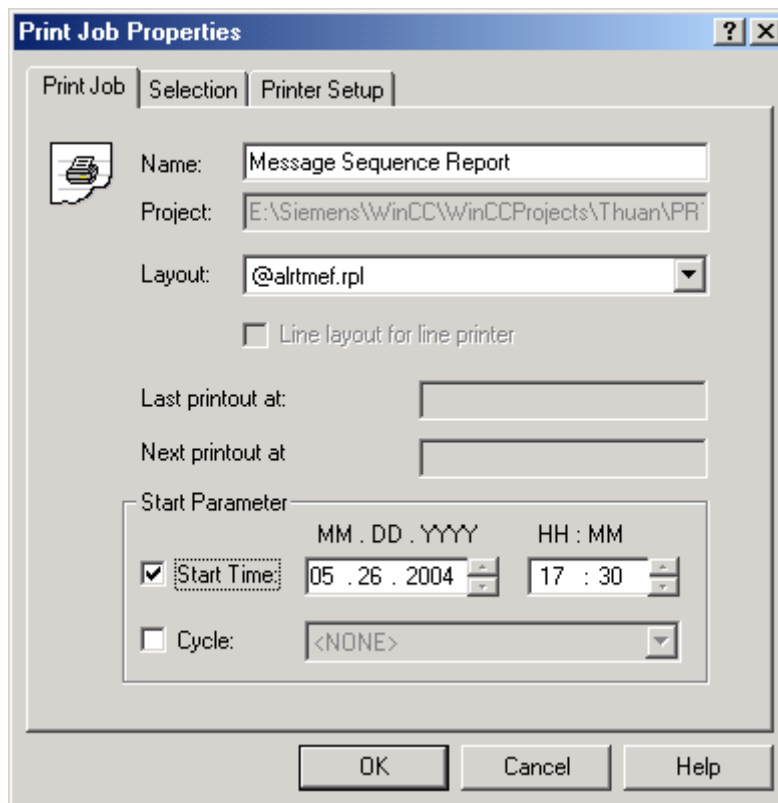 Print Job Properties
Print Job Selection Printer Setup
Name: Message Sequence Report
Project: E:\Siemens\WinCC\WinCCProjects\Thuan\PR
Layout: @alrtmef.rpl
Line layout for line printer
Last printout at:
Next printout at
Start Parameter
MM . DD . YYYY HH : MM
Start Time: 05 . 26 . 2004 17 : 30
Cycle: <NONE>
OK Cancel Help